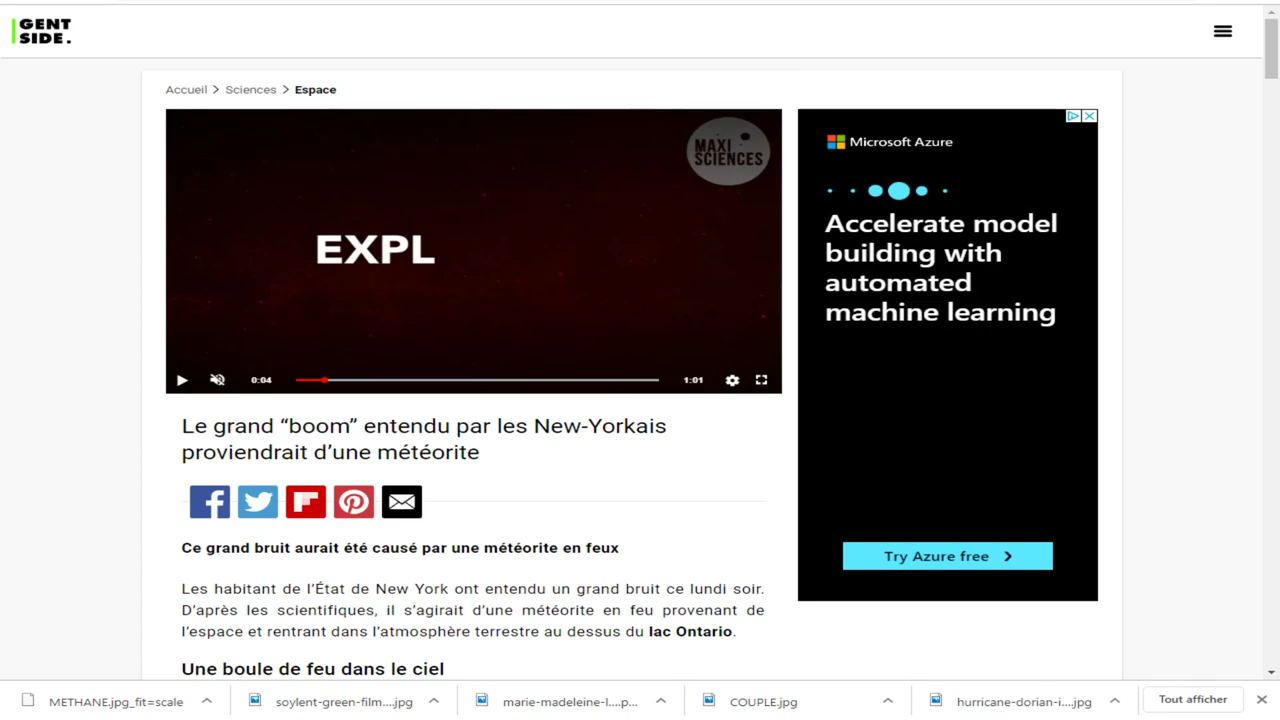 GENT
SIDE.
Accueil > Sciences > Espace
MAXI
SCIENCES
EXPL
0:04
1:01
Microsoft Azure
Accelerate model
building with
automated
machine learning
Try Azure free >
Le grand “boom” entendu par les New-Yorkais
proviendrait d’une météorite
Ce grand bruit aurait été causé par une météorite en feux
Les habitant de l’État de New York ont entendu un grand bruit ce lundi soir.
D’après les scientifiques, il s’agirait d’une météorite en feu provenant de
l’espace et rentrant dans l’atmosphère terrestre au dessus du lac Ontario.
Une boule de feu dans le ciel
METHANE.jpg_fit=scale
soylent-green-film....jpg
marie-madeleine-l....p...
COUPLE.jpg
hurricane-dorian-i....jpg
Tout afficher